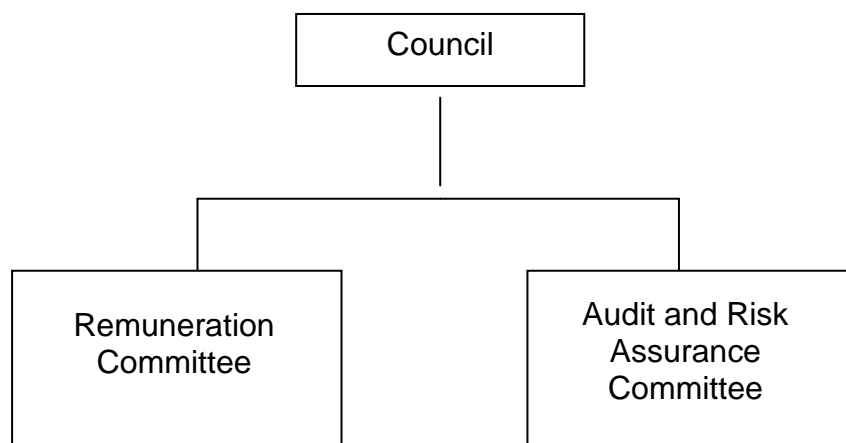 Council
Remuneration
Committee
Audit and Risk
Assurance
Committee